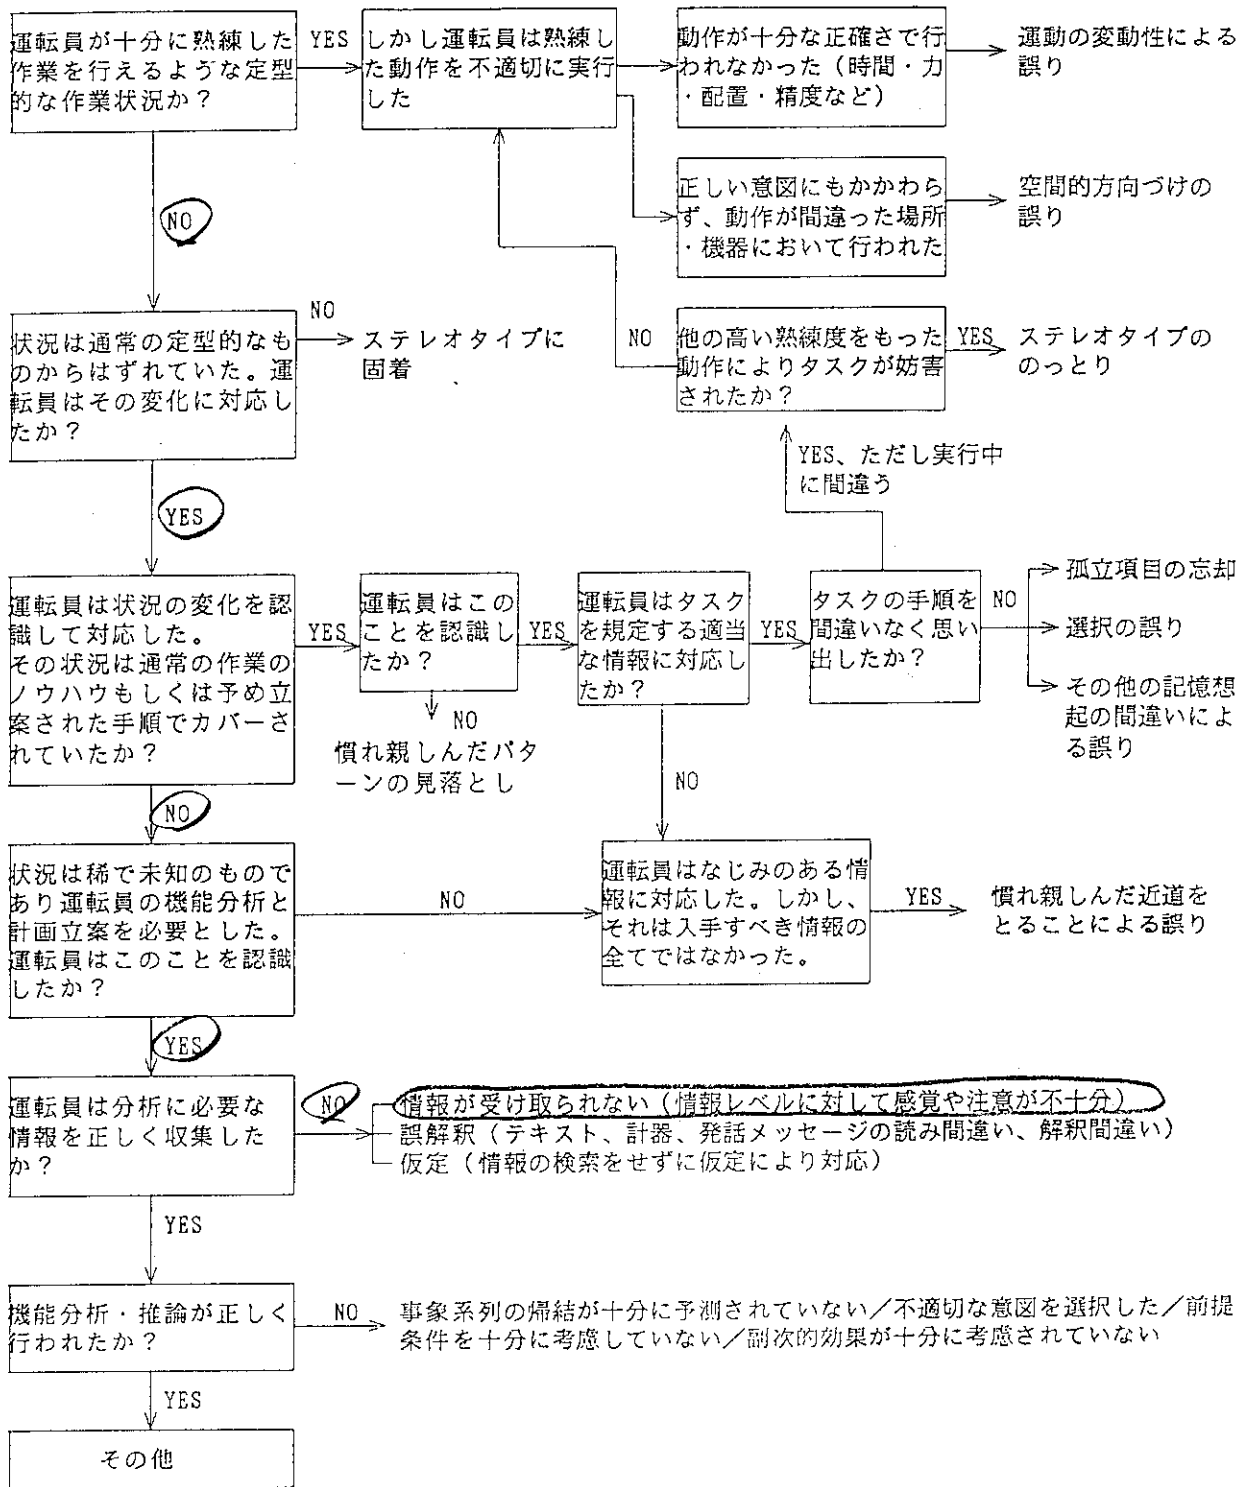 運転員が十分に熟練した
作業を行えるような定型
的な作業状況か？
YES
しかし運転員は熟練し
た動作を不適切に実行
した
動作が十分な正確さで行
われなかった（時間・力
・配置・精度など）
運動の変動性による
誤り
正しい意図にもかかわら
ず、動作が間違った場所
・機器において行われた
空間的方向づけの
誤り
NO
状況は通常の定型的なも
のからはずれていた。運
転員はその変化に対応し
たか？
NO
ステレオタイプに
固着
NO
他の高い熟練度をもった
動作によりタスクが妨害
されたか？
YES
ステレオタイプの
のっとり
YES、ただし実行中
に間違う
YES
運転員は状況の変化を認
識して対応した。
その状況は通常の作業の
ノウハウもしくは予め立
案された手順でカバーさ
れていたか？
YES
運転員はこの
ことを認識し
たか？
YES
運転員はタスク
を規定する適当
な情報に対応し
たか？
YES
タスクの手順を
間違いなく思い
出したか？
NO
孤立項目の忘却
選択の誤り
その他の記憶想
起の間違いによ
る誤り
NO
慣れ親しんだパタ
ーンの見落とし
NO
NO
状況は稀で未知のもので
あり運転員の機能分析と
計画立案を必要とした。
運転員はこのことを認識
したか？
NO
運転員はなじみのある情
報に対応した。しかし、
それは入手すべき情報の
全てではなかった。
YES
慣れ親しんだ近道を
とることによる誤り
YES
運転員は分析に必要な
情報を正しく収集した
か？
NO
情報が受け取られない（情報レベルに対して感覚や注意が不十分）
誤解釈（テキスト、計器、発話メッセージの読み間違い、解釈間違い）
仮定（情報の検索をせずに仮定により対応）
YES
機能分析・推論が正しく
行われたか？
NO
事象系列の帰結が十分に予測されていない／不適切な意図を選択した／前提
条件を十分に考慮していない／副次的効果が十分に考慮されていない
YES
その他